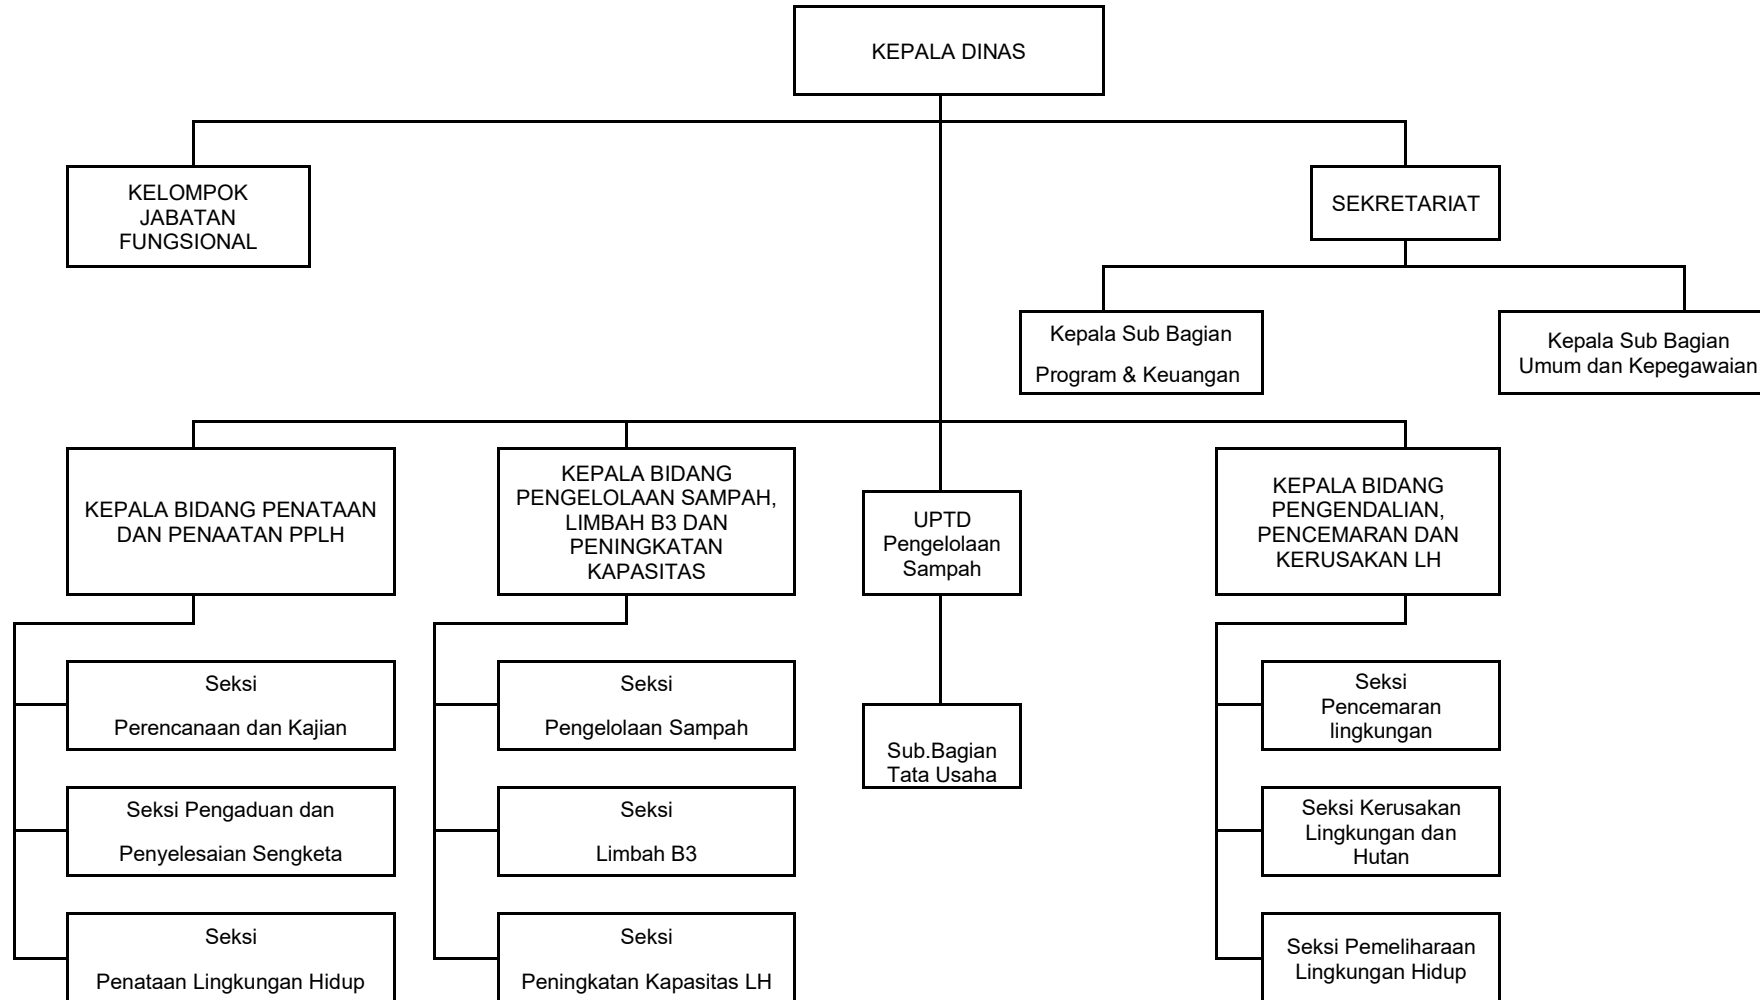 KEPALA DINAS
KELOMPOK
JABATAN
FUNGSIONAL
SEKRETARIAT
Kepala Sub Bagian
Program & Keuangan
Kepala Sub Bagian
Umum dan Kepegawaian
KEPALA BIDANG PENATAAN
DAN PENAATAN PPLH
KEPALA BIDANG
PENGELOLAAN SAMPAH,
LIMBAH B3 DAN
PENINGKATAN
KAPASITAS
UPTD
Pengelolaan
Sampah
KEPALA BIDANG
PENGENDALIAN,
PENCEMARAN DAN
KERUSAKAN LH
Seksi
Perencanaan dan Kajian
Seksi Pengaduan dan
Penyelesaian Sengketa
Seksi
Penataan Lingkungan Hidup
Seksi
Pengelolaan Sampah
Seksi
Limbah B3
Seksi
Peningkatan Kapasitas LH
Sub.Bagian
Tata Usaha
Seksi
Pencemaran
lingkungan
Seksi Kerusakan
Lingkungan dan
Hutan
Seksi Pemeliharaan
Lingkungan Hidup